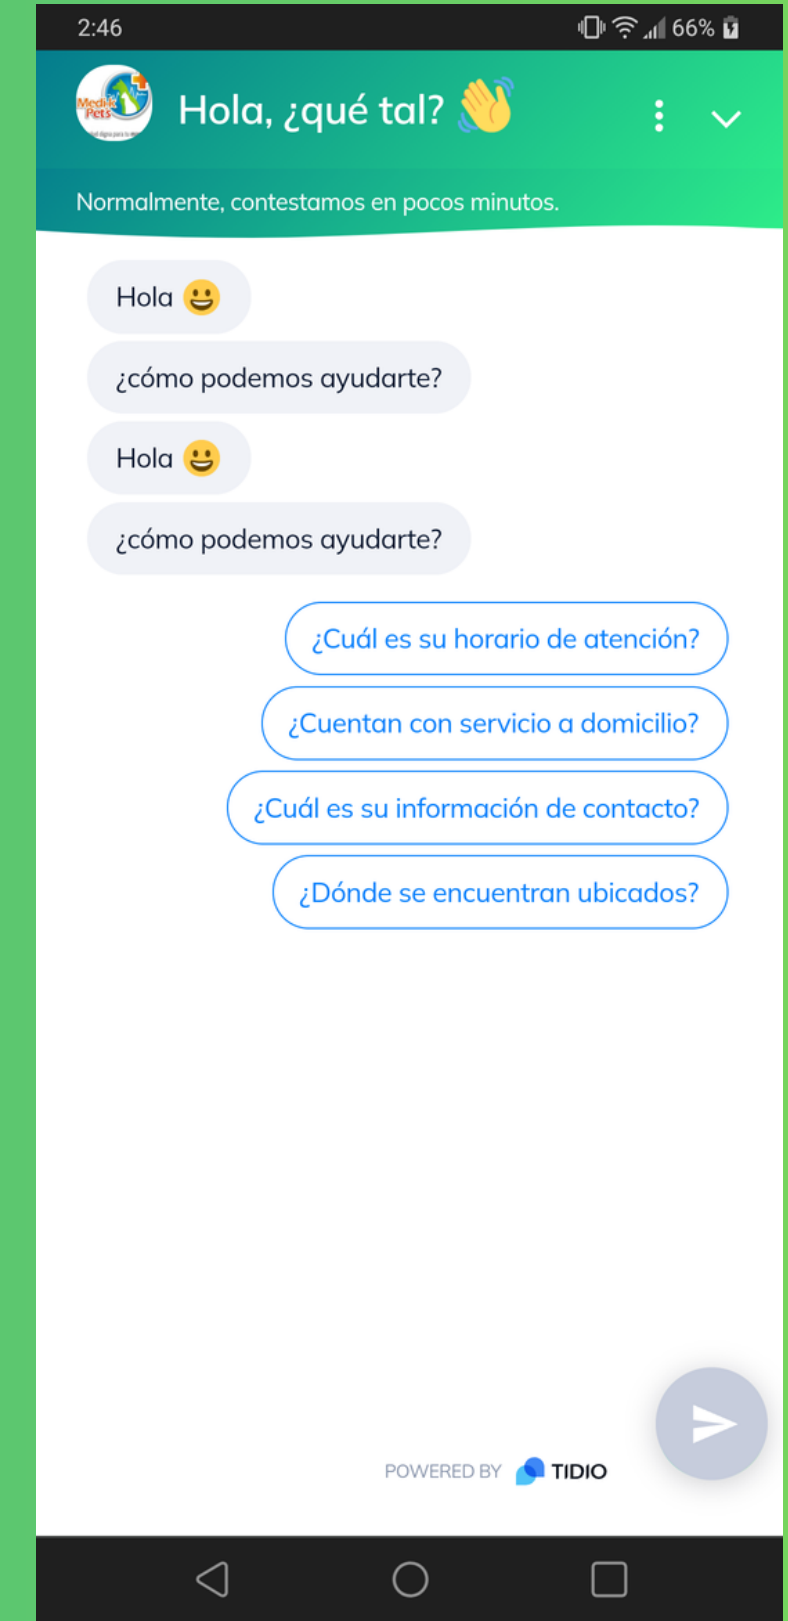 2:46
66%
Medi-k
Pets
Hola, ¿qué tal?
Normalmente, contestamos en pocos minutos.
Hola
¿cómo podemos ayudarte?
Hola
¿cómo podemos ayudarte?
¿Cuál es su horario de atención?
¿Cuentan con servicio a domicilio?
¿Cuál es su información de contacto?
¿Dónde se encuentran ubicados?
POWERED BY TIDIO